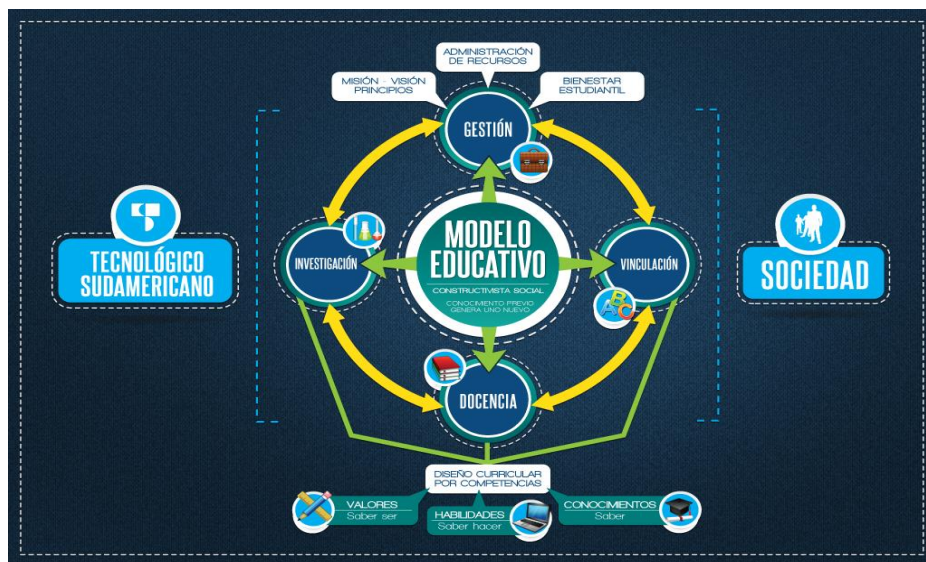 ADMINISTRACIÓN
DE RECURSOS
MISIÓN - VISIÓN
PRINCIPIOS
BIENESTAR
ESTUDIANTIL
GESTIÓN
TECNOLÓGICO
SUDAMERICANO
INVESTIGACIÓN
MODELO
EDUCATIVO
CONSTRUCTIVISTA SOCIAL
CONOCIMIENTO PREVIO
GENERA UNO NUEVO
VINCULACIÓN
ABC
SOCIEDAD
DOCENCIA
DISEÑO CURRICULAR
POR COMPETENCIAS
VALORES
Saber ser
HABILIDADES
Saber hacer
CONOCIMIENTOS
Saber